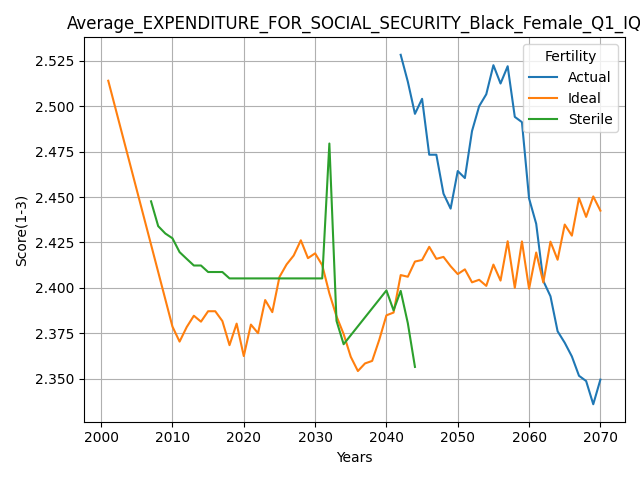 Average_EXPENDITURE_FOR_SOCIAL_SECURITY_Black_Female_Q1_IQ
Fertility
Actual
Ideal
Sterile
Score(1-3)
2.525
2.500
2.475
2.450
2.425
2.400
2.375
2.350
2000 2010 2020 2030 2040 2050 2060 2070
Years